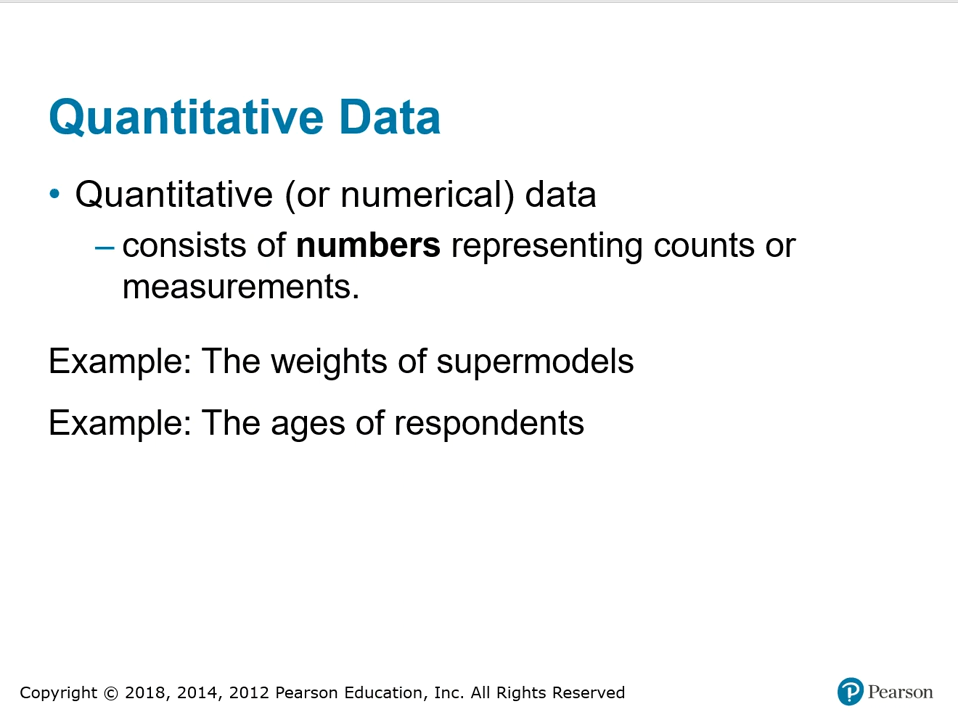 Quantitative Data
• Quantitative (or numerical) data
– consists of numbers representing counts or
measurements.
Example: The weights of supermodels
Example: The ages of respondents
Copyright © 2018, 2014, 2012 Pearson Education, Inc. All Rights Reserved
P Pearson